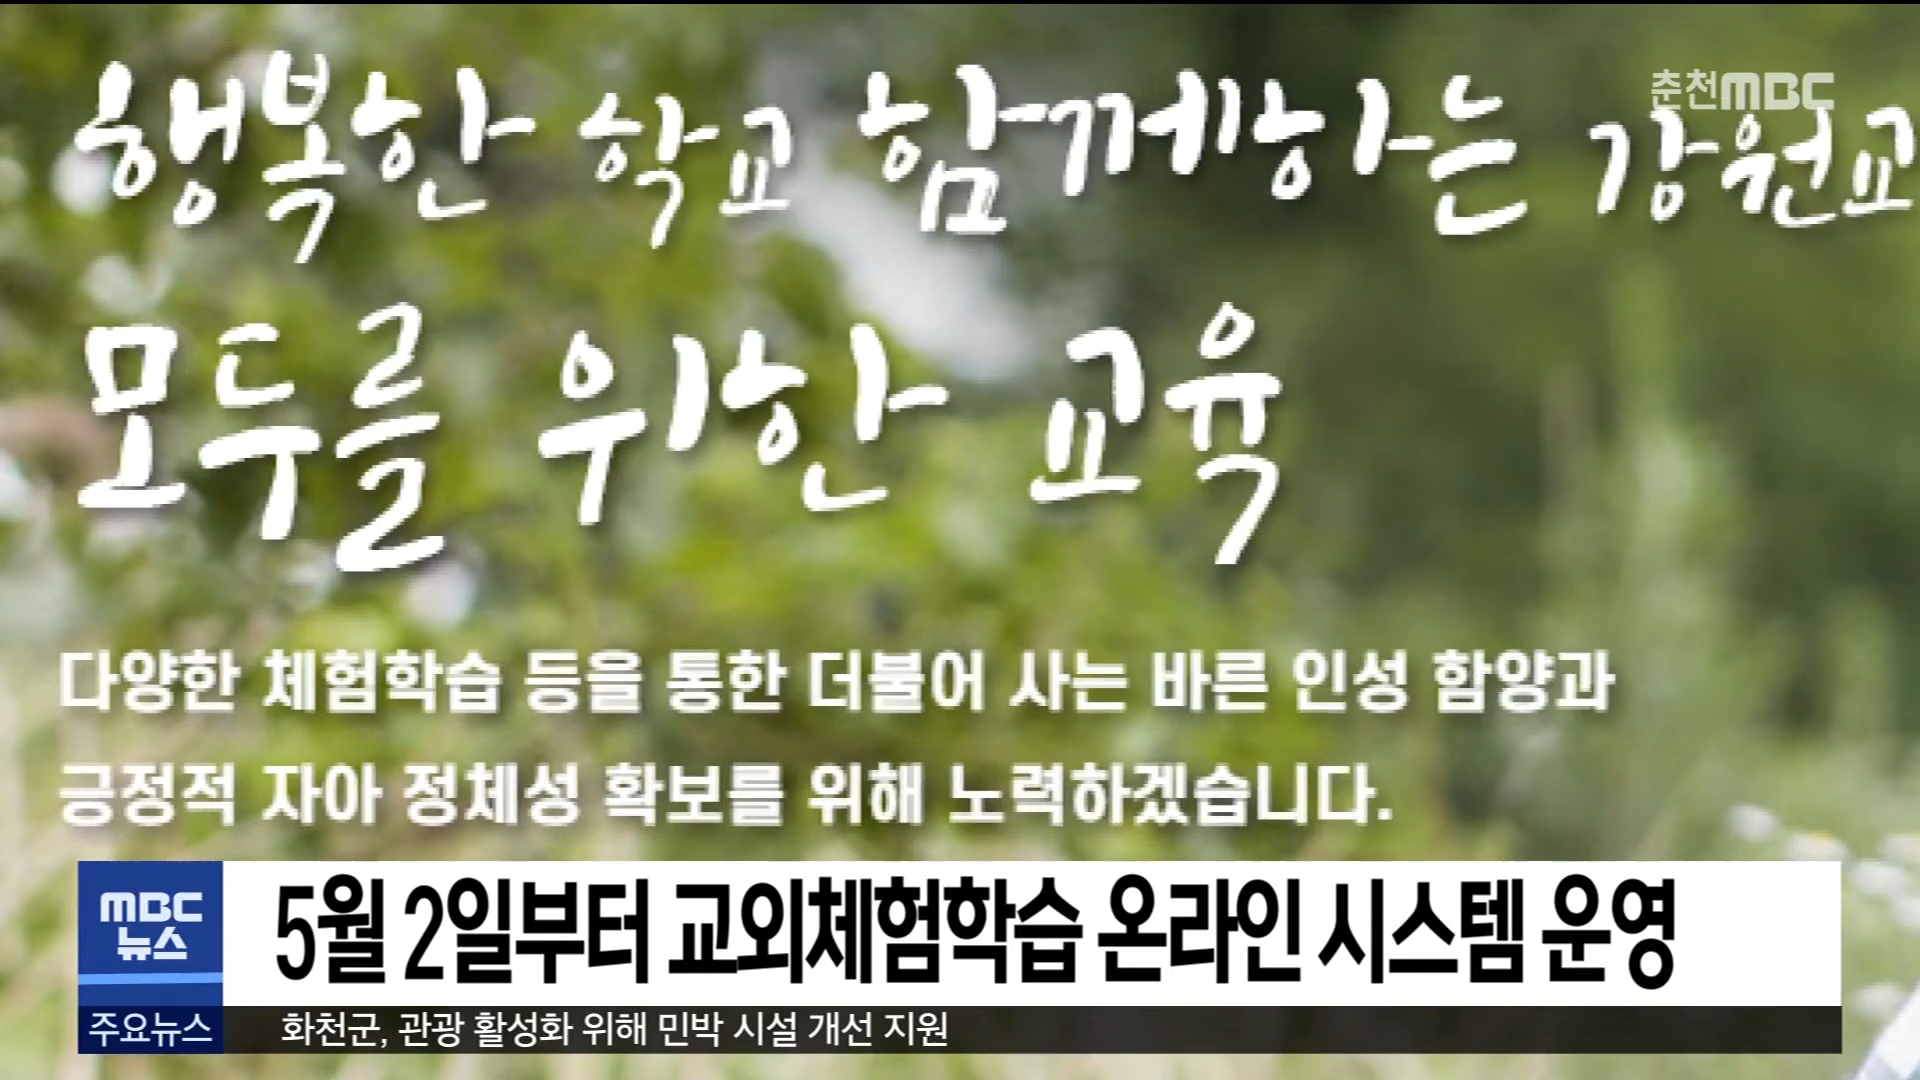 춘천MBC
행복한 학교 함께하는 강원교
모두를 위한 교육
다양한 체험학습 등을 통한 더불어 사는 바른 인성 함양과
긍정적 자아 정체성 확보를 위해 노력하겠습니다.
MBC
뉴스
5월 2일부터 교외체험학습 온라인 시스템 운영
주요뉴스
화천군, 관광 활성화 위해 민박 시설 개선 지원